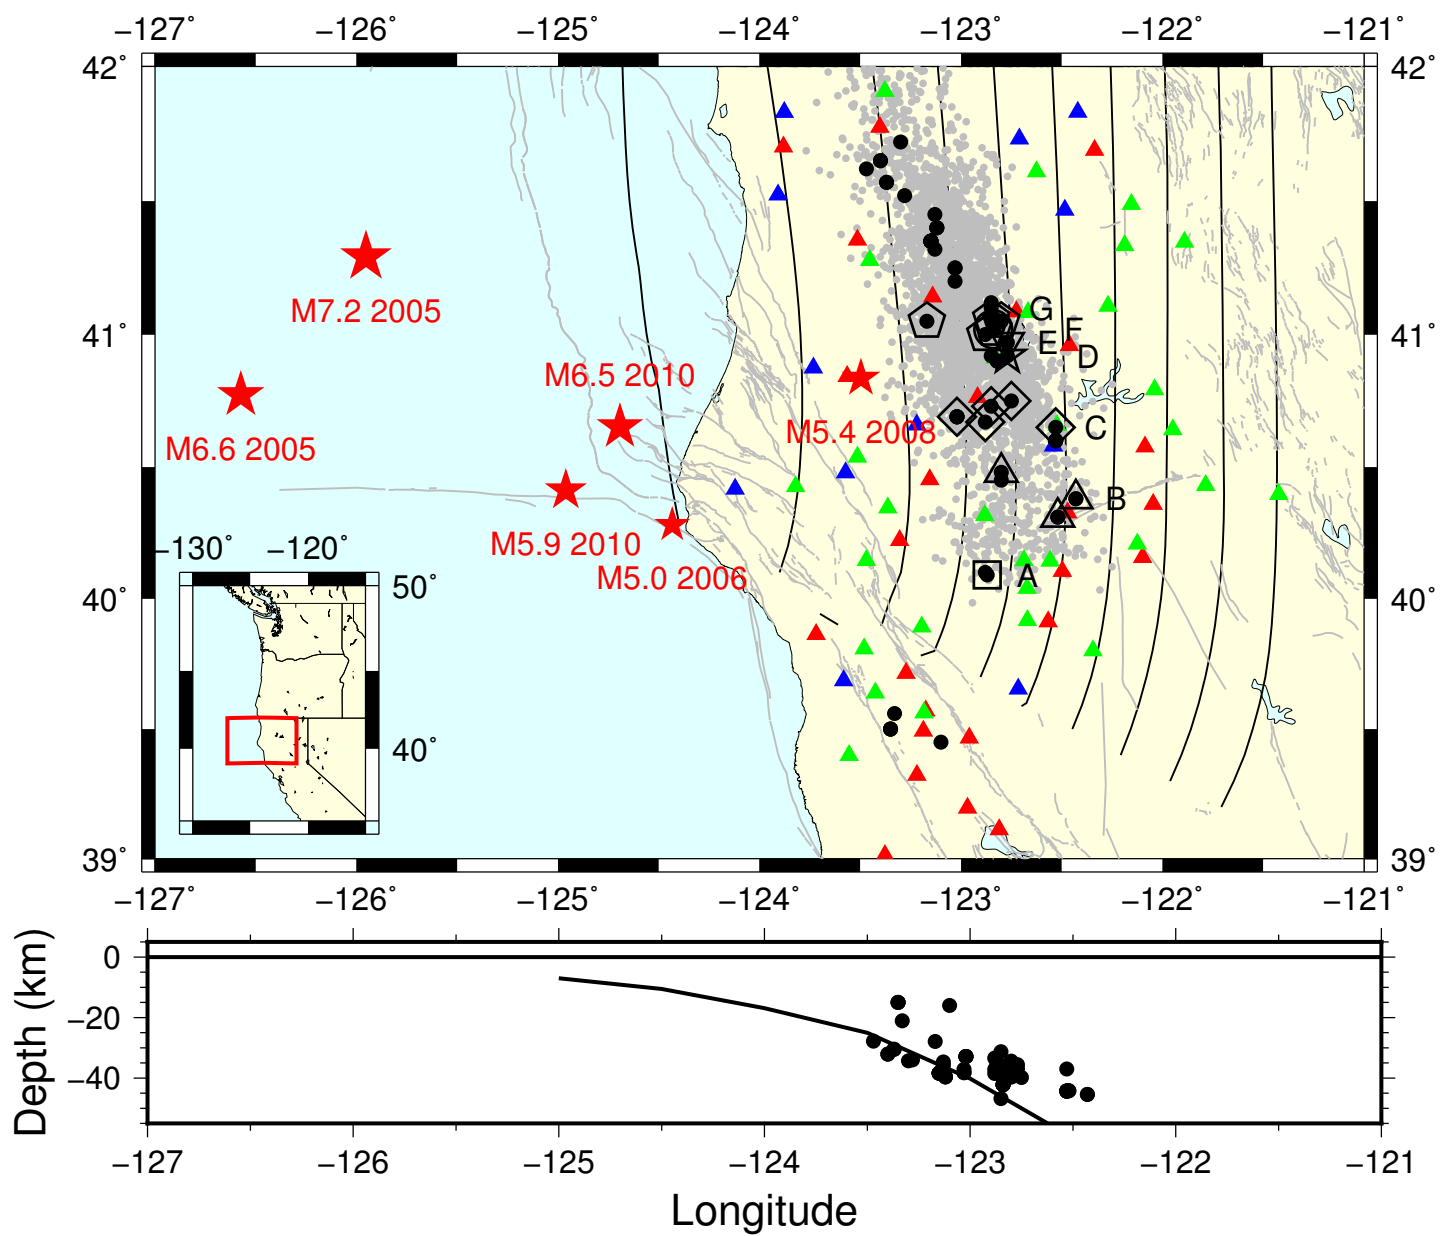 −127˚ −126˚ −125˚ −124˚ −123˚ −122˚ −121˚
42˚ 42˚
M7.2 2005
G
41˚ F 41˚
E
D
M6.5 2010
M6.6 2005
M5.4 2008
C
B
M5.9 2010
M5.0 2006
A
40˚ 40˚
−130˚ −120˚
50˚
40˚
39˚ 39˚
−127˚ −126˚ −125˚ −124˚ −123˚ −122˚ −121˚
Depth (km)
0
−20
−40
−127 −126 −125 −124 −123 −122 −121
Longitude